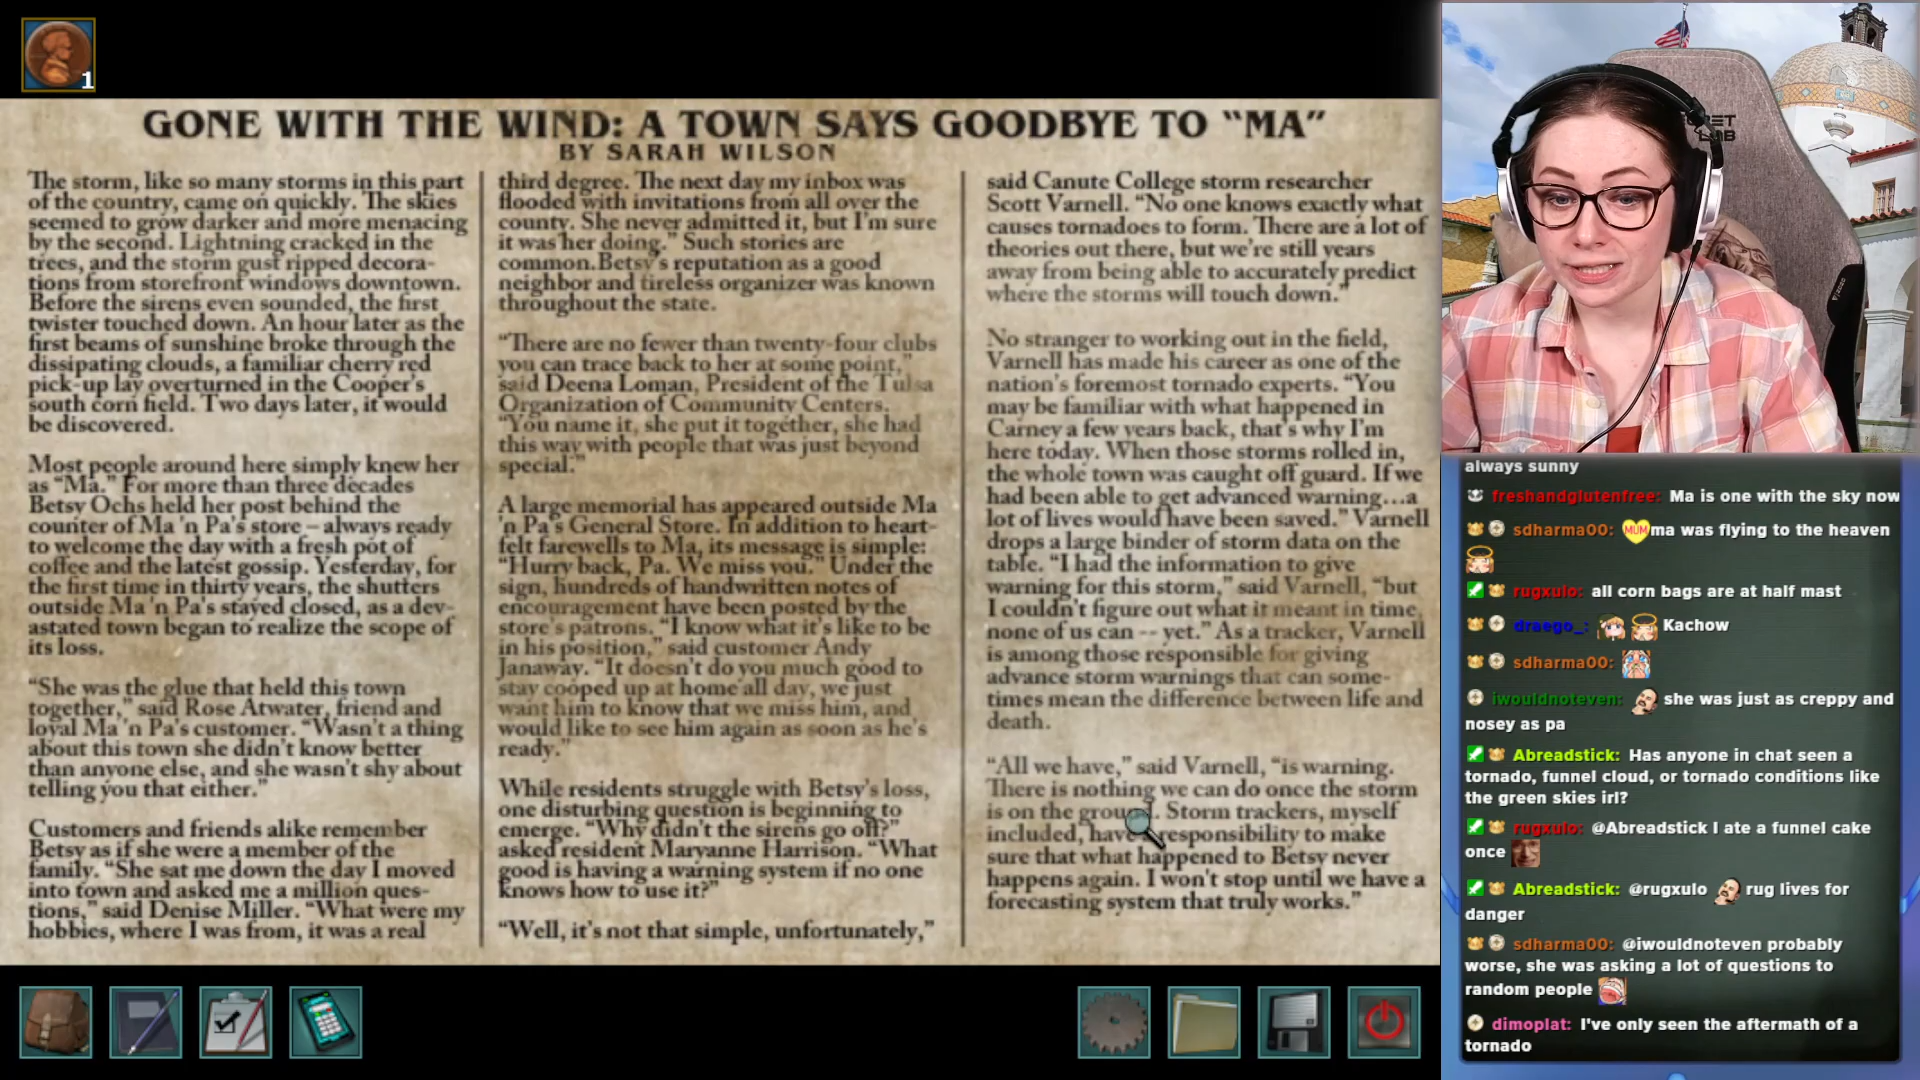 1
GONE WITH THE WIND: A TOWN SAYS GOODBYE TO “MA”
BY SARAH WILSON
The storm, like so many storms in this part
of the country, came on quickly. The skies
seemed to grow darker and more menacing
by the second. Lightning cracked in the
trees, and the storm gust ripped decora-
tions from storefront windows downtown.
Before the sirens even sounded, the first
twister touched down. An hour later as the
first beams of sunshine broke through the
dissipating clouds, a familiar cherry red
pick-up lay overturned in the Cooper's
south corn field. Two days later, it would
be discovered.
Most people around here simply knew her
as “Ma.” For more than three decades
Betsy Ochs held her post behind the
counter of Ma 'n Pa's store – always ready
to welcome the day with a fresh pot of
coffee and the latest gossip. Yesterday, for
the first time in thirty years, the shutters
outside Ma 'n Pa's stayed closed, as a dev-
astated town began to realize the scope of
its loss.
“She was the glue that held this town
together,” said Rose Atwater, friend and
loyal Ma 'n Pa's customer. “Wasn't a thing
about this town she didn't know better
than anyone else, and she wasn't shy about
telling you that either.”
Customers and friends alike remember
Betsy as if she were a member of the
family. “She sat me down the day I moved
into town and asked me a million ques-
tions,” said Denise Miller. “What were my
hobbies, where I was from, it was a real
third degree. The next day my inbox was
flooded with invitations from all over the
county. She never admitted it, but I'm sure
it was her doing.” Such stories are
common.Betsy's reputation as a good
neighbor and tireless organizer was known
throughout the state.
“There are no fewer than twenty-four clubs
you can trace back to her at some point,”
said Deena Loman, President of the Tulsa
Organization of Community Centers.
“You name it, she put it together, she had
this way with people that was just beyond
special.”
A large memorial has appeared outside Ma
'n Pa's General Store. In addition to heart-
felt farewells to Ma, its message is simple:
“Hurry back, Pa. We miss you.” Under the
sign, hundreds of handwritten notes of
encouragement have been posted by the
store's patrons. “I know what it's like to be
in his position,” said customer Andy
Janaway. “It doesn't do you much good to
stay cooped up at home all day, we just
want him to know that we miss him, and
would like to see him again as soon as he's
ready.”
While residents struggle with Betsy's loss,
one disturbing question is beginning to
emerge. “Why didn't the sirens go off?”
asked resident Maryanne Harrison. “What
good is having a warning system if no one
knows how to use it?”
“Well, it's not that simple, unfortunately,”
said Canute College storm researcher
Scott Varnell. “No one knows exactly what
causes tornadoes to form. There are a lot of
theories out there, but we're still years
away from being able to accurately predict
where the storms will touch down.”
No stranger to working out in the field,
Varnell has made his career as one of the
nation's foremost tornado experts. “You
may be familiar with what happened in
Carney a few years back, that's why I'm
here today. When those storms rolled in,
the whole town was caught off guard. If we
had been able to get advanced warning...a
lot of lives would have been saved.” Varnell
drops a large binder of storm data on the
table. “I had the information to give
warning for this storm,” said Varnell, “but
I couldn't figure out what it meant in time,
none of us can -- yet.” As a tracker, Varnell
is among those responsible for giving
advance storm warnings that can some-
times mean the difference between life and
death.
“All we have,” said Varnell, “is warning.
There is nothing we can do once the storm
is on the ground. Storm trackers, myself
included, have responsibility to make
sure that what happened to Betsy never
happens again. I won't stop until we have a
forecasting system that truly works.”
always sunny
freshandglutenfree: Ma is one with the sky now
sdharma00: MUM ma was flying to the heaven
rugxulo: all corn bags are at half mast
draego_: Kachow
sdharma00:
iwouldnoteven: she was just as creppy and
nosey as pa
Abreadstick: Has anyone in chat seen a
tornado, funnel cloud, or tornado conditions like
the green skies irl?
rugxulo: @Abreadstick I ate a funnel cake
once
Abreadstick: @rugxulo rug lives for
danger
sdharma00: @iwouldnoteven probably
worse, she was asking a lot of questions to
random people
dimoplat: I've only seen the aftermath of a
tornado